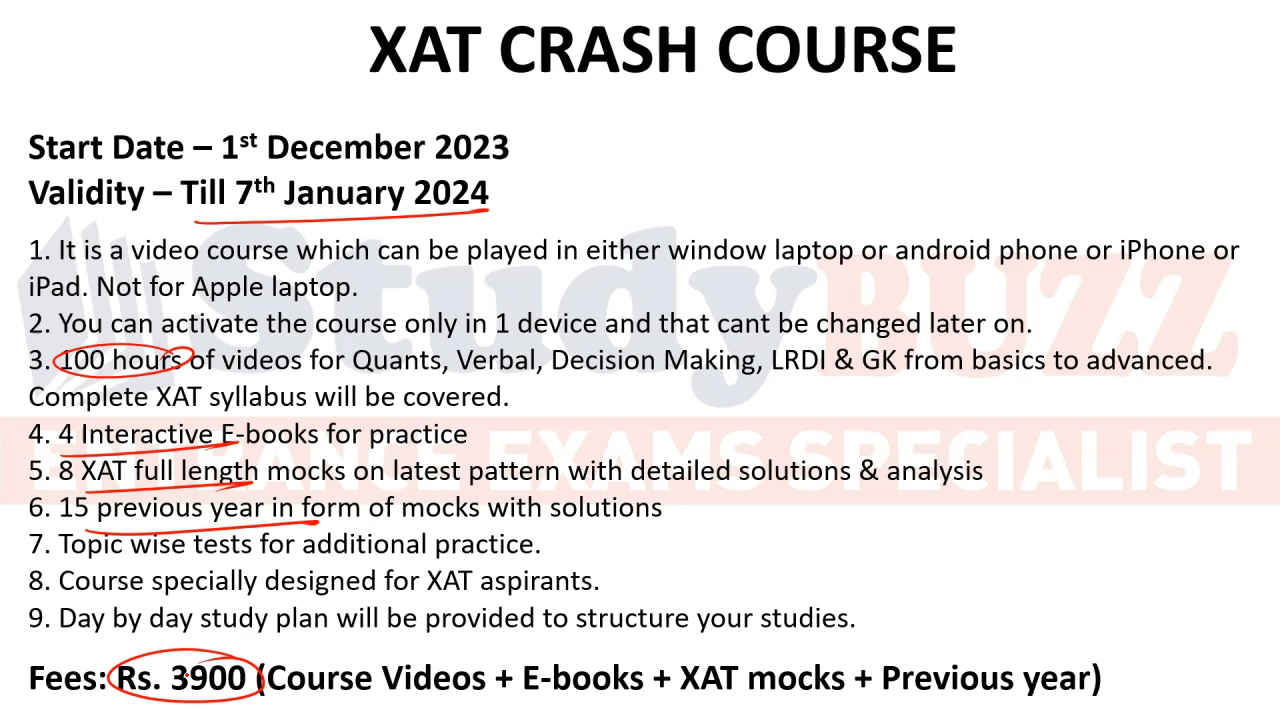 XAT CRASH COURSE
Start Date – 1st December 2023
Validity – Till 7th January 2024
1. It is a video course which can be played in either window laptop or android phone or iPhone or
iPad. Not for Apple laptop.
2. You can activate the course only in 1 device and that cant be changed later on.
3. 100 hours of videos for Quants, Verbal, Decision Making, LRDI & GK from basics to advanced.
Complete XAT syllabus will be covered.
4. 4 Interactive E-books for practice
5. 8 XAT full length mocks on latest pattern with detailed solutions & analysis
6. 15 previous year in form of mocks with solutions
7. Topic wise tests for additional practice.
8. Course specially designed for XAT aspirants.
9. Day by day study plan will be provided to structure your studies.
Fees: Rs. 3900 (Course Videos + E-books + XAT mocks + Previous year)
StudyBUZZ
ENTRANCE EXAMS SPECIALIST